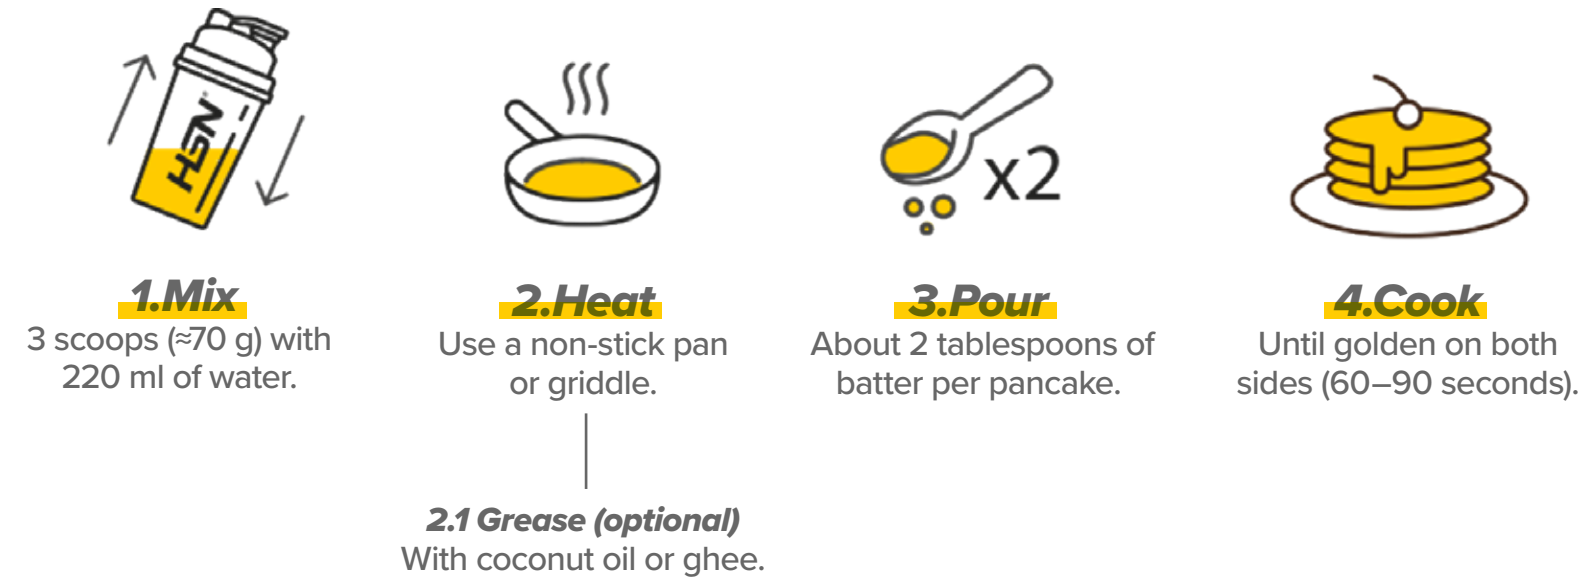 HSN
x2
1.Mix
3 scoops (≈70 g) with
220 ml of water.
2.Heat
Use a non-stick pan
or griddle.
2.1 Grease (optional)
With coconut oil or ghee.
3.Pour
About 2 tablespoons of
batter per pancake.
4.Cook
Until golden on both
sides (60–90 seconds).